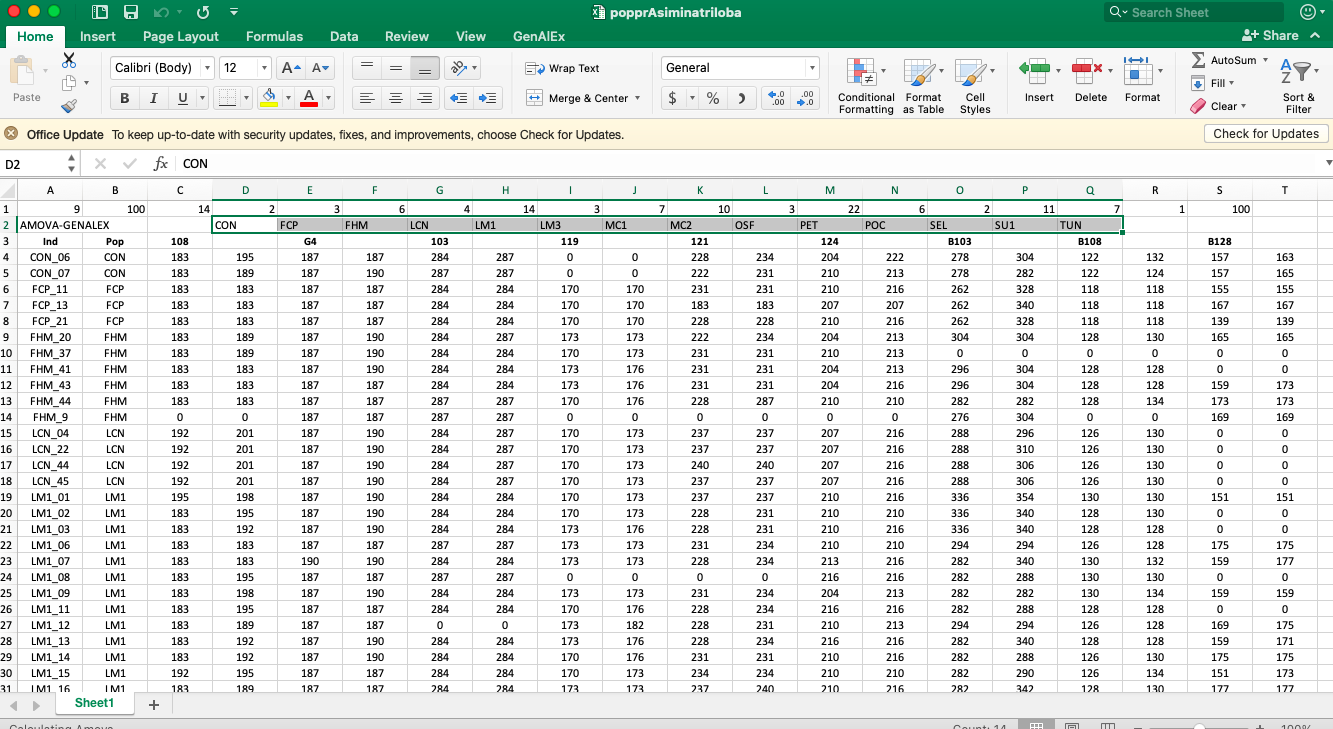 popprAsiminatriloba
Search Sheet
Home Insert Page Layout Formulas Data Review View GenAlEx
Share
Paste
Calibri (Body) 12 A A
Wrap Text
General
B I U A
Merge & Center
$ %
Conditional Formatting
Format as Table
Cell Styles
Insert Delete Format
AutoSum
Fill
Clear
Sort & Filter
Office Update To keep up-to-date with security updates, fixes, and improvements, choose Check for Updates.
Check for Updates
D2 fx CON
A B C D E F G H I J K L M N O P Q R S T
1 9 100 14 2 3 6 4 14 3 7 10 3 22 6 2 11 7 1 100
2 AMOVA-GENALEX CON FCP FHM LCN LM1 LM3 MC1 MC2 OSF PET POC SEL SU1 TUN
3 Ind Pop 108 G4 103 119 121 124 B103 B108 B128
4 CON_06 CON 183 195 187 187 284 287 0 0 228 234 204 222 278 304 122 132 157 163
5 CON_07 CON 183 189 187 190 287 287 0 0 222 231 210 213 278 282 122 124 157 165
6 FCP_11 FCP 183 183 187 187 284 284 170 170 231 231 210 216 262 328 118 118 155 155
7 FCP_13 FCP 183 183 187 187 284 284 170 170 183 183 207 207 262 340 118 118 167 167
8 FCP_21 FCP 183 183 187 187 284 284 170 170 228 228 210 216 262 328 118 118 139 139
9 FHM_20 FHM 183 189 187 190 284 287 173 173 222 234 204 213 304 304 128 130 165 165
10 FHM_37 FHM 183 189 187 190 284 284 170 173 231 231 210 213 0 0 0 0 0 0
11 FHM_41 FHM 183 183 187 190 284 284 173 176 231 231 204 213 296 304 128 128 0 0
12 FHM_43 FHM 183 183 187 187 284 284 173 176 231 231 204 216 296 304 128 128 159 173
13 FHM_44 FHM 183 183 187 187 287 287 170 176 228 287 210 210 282 282 128 134 173 173
14 FHM_9 FHM 0 0 187 187 287 287 0 0 0 0 0 0 276 304 0 0 169 169
15 LCN_04 LCN 192 201 187 190 284 287 170 173 237 237 207 216 288 296 126 130 0 0
16 LCN_22 LCN 192 201 187 190 284 287 170 173 237 237 207 216 288 310 126 130 0 0
17 LCN_44 LCN 192 201 187 190 284 287 170 173 240 240 207 216 288 306 126 130 0 0
18 LCN_45 LCN 192 201 187 190 284 287 170 173 237 237 207 216 288 306 126 130 0 0
19 LM1_01 LM1 195 198 187 190 284 284 170 173 237 237 210 216 336 354 130 130 151 151
20 LM1_02 LM1 183 195 187 190 284 284 170 173 228 231 210 210 336 340 128 130 0 0
21 LM1_03 LM1 183 192 187 190 284 284 173 176 228 231 210 216 336 340 128 128 0 0
22 LM1_06 LM1 183 183 187 187 287 287 173 173 231 234 210 210 294 294 126 128 175 175
23 LM1_07 LM1 183 183 190 190 284 284 173 173 228 234 213 216 282 340 130 132 159 177
24 LM1_08 LM1 183 195 187 187 287 287 0 0 0 0 216 216 282 288 130 130 0 0
25 LM1_09 LM1 183 198 187 190 284 284 173 173 231 234 204 213 282 282 130 134 159 159
26 LM1_11 LM1 183 195 187 187 284 284 170 176 228 234 216 216 282 288 128 128 0 0
27 LM1_12 LM1 183 189 187 187 0 0 173 182 228 231 210 213 294 294 126 128 169 175
28 LM1_13 LM1 183 192 187 190 284 284 173 176 228 234 216 216 282 340 128 128 159 171
29 LM1_14 LM1 183 192 187 190 284 284 170 176 231 231 210 216 282 288 126 130 175 175
30 LM1_15 LM1 192 195 187 190 284 284 170 173 234 234 210 210 282 290 126 134 151 173
31 LM1_16 LM1 183 189 187 187 284 284 173 173 237 240 210 216 282 342 128 130 177 177
Sheet1
Calculating Amova Count: 14 100%